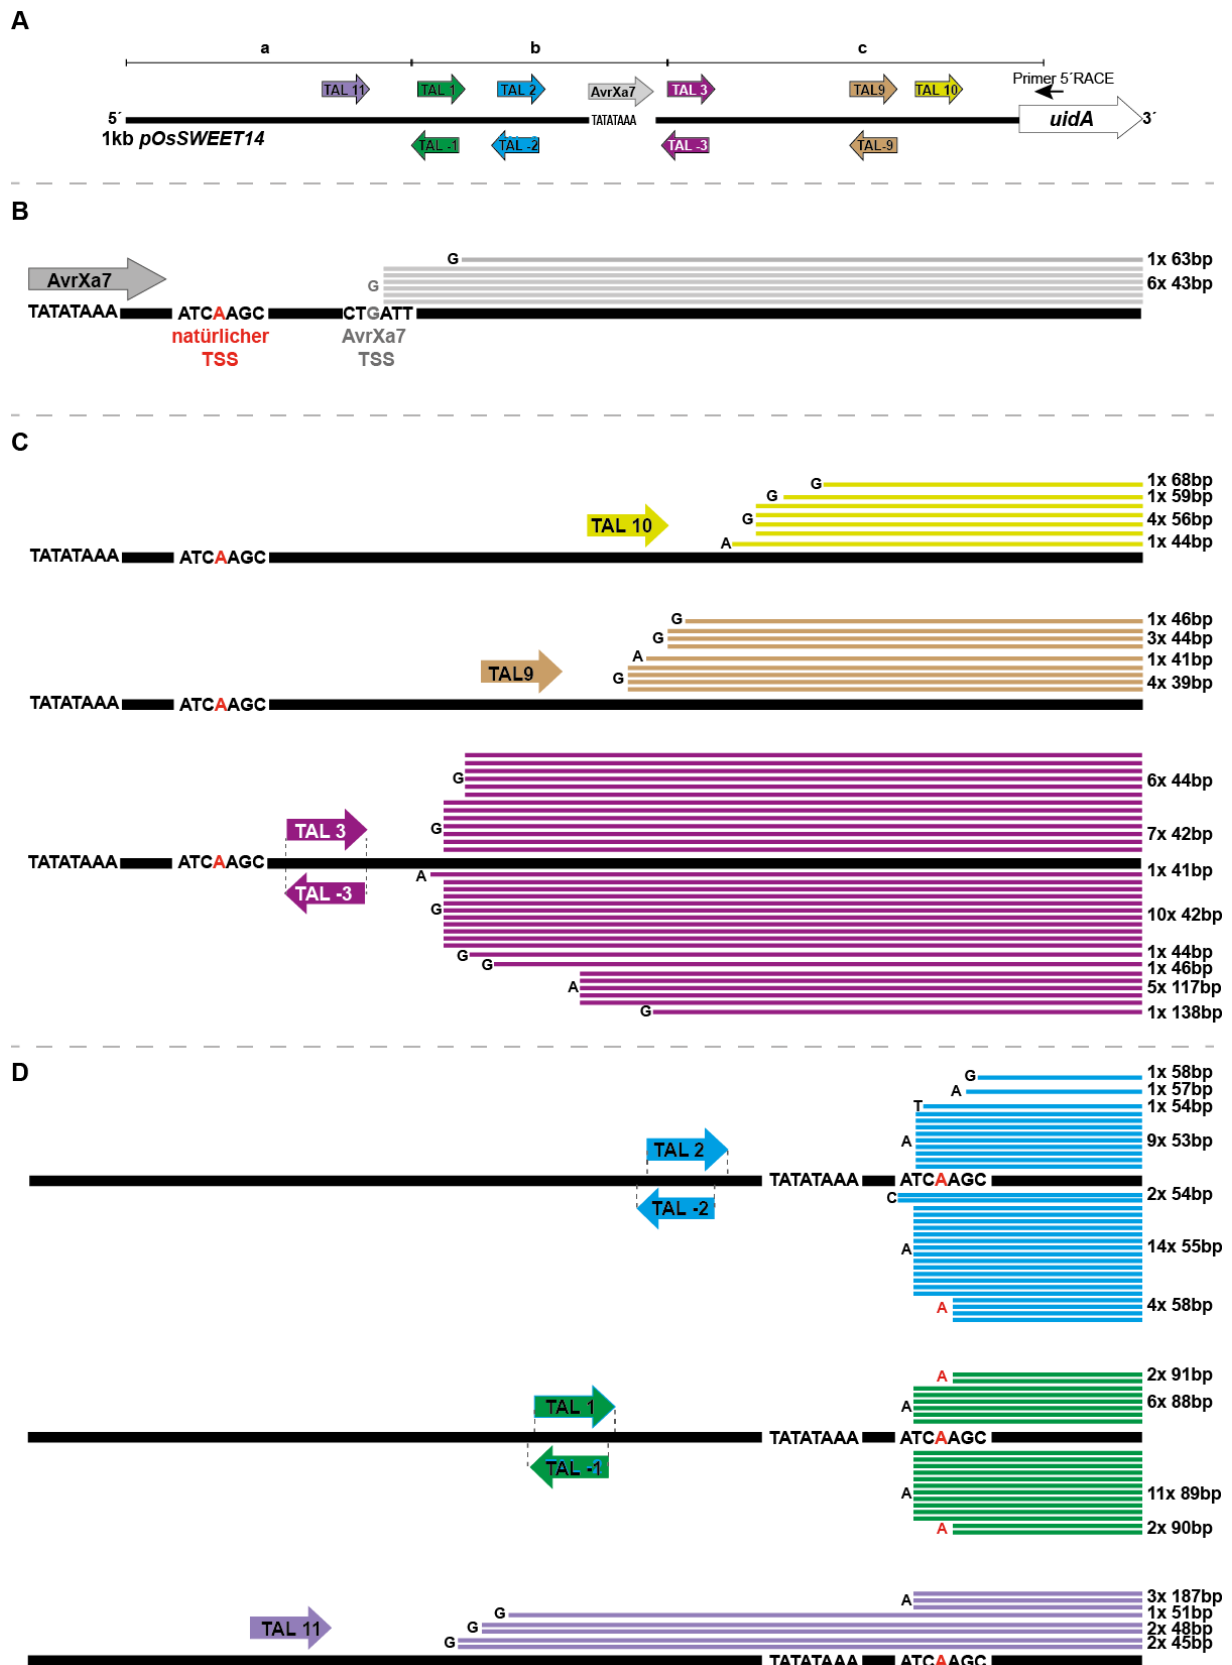 A
a b c
TAL 11 TAL 1 TAL 2 AvrXa7 TAL 3 TAL9 TAL 10 Primer 5´RACE
5´ TATATAAA uidA 3´
1kb pOsSWEET14 TAL -1 TAL -2 TAL -3 TAL-9
B
G 1x 63bp
AvrXa7 G 6x 43bp
TATATAAA ATCAAGC CTGATT
natürlicher AvrXa7
TSS TSS
C
G 1x 68bp
G 1x 59bp
TAL 10 G 4x 56bp
A 1x 44bp
TATATAAA ATCAAGC
G 1x 46bp
G 3x 44bp
A 1x 41bp
TAL9 G 4x 39bp
TATATAAA ATCAAGC
G 6x 44bp
TAL 3 G 7x 42bp
TATATAAA ATCAAGC
A 1x 41bp
TAL -3
G 10x 42bp
G 1x 44bp
G 1x 46bp
A 5x 117bp
G 1x 138bp
D
G 1x 58bp
A 1x 57bp
T 1x 54bp
TAL 2 A 9x 53bp
TATATAAA ATCAAGC
C 2x 54bp
TAL -2
A 14x 55bp
A 4x 58bp
A 2x 91bp
TAL 1 A 6x 88bp
TATATAAA ATCAAGC
TAL -1
A 11x 89bp
A 2x 90bp
A 3x 187bp
G 1x 51bp
TAL 11 G 2x 48bp
G 2x 45bp
TATATAAA ATCAAGC